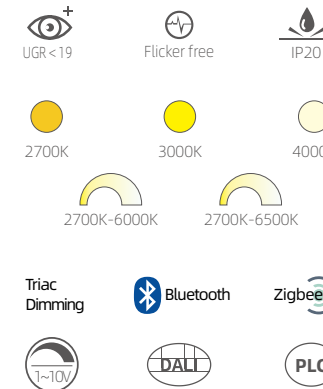 UGR<19 Flicker free IP20
2700K 3000K 4000
2700K-6000K 2700K-6500K
Triac
Dimming
Bluetooth Zigbee
1~10V DALI PLC